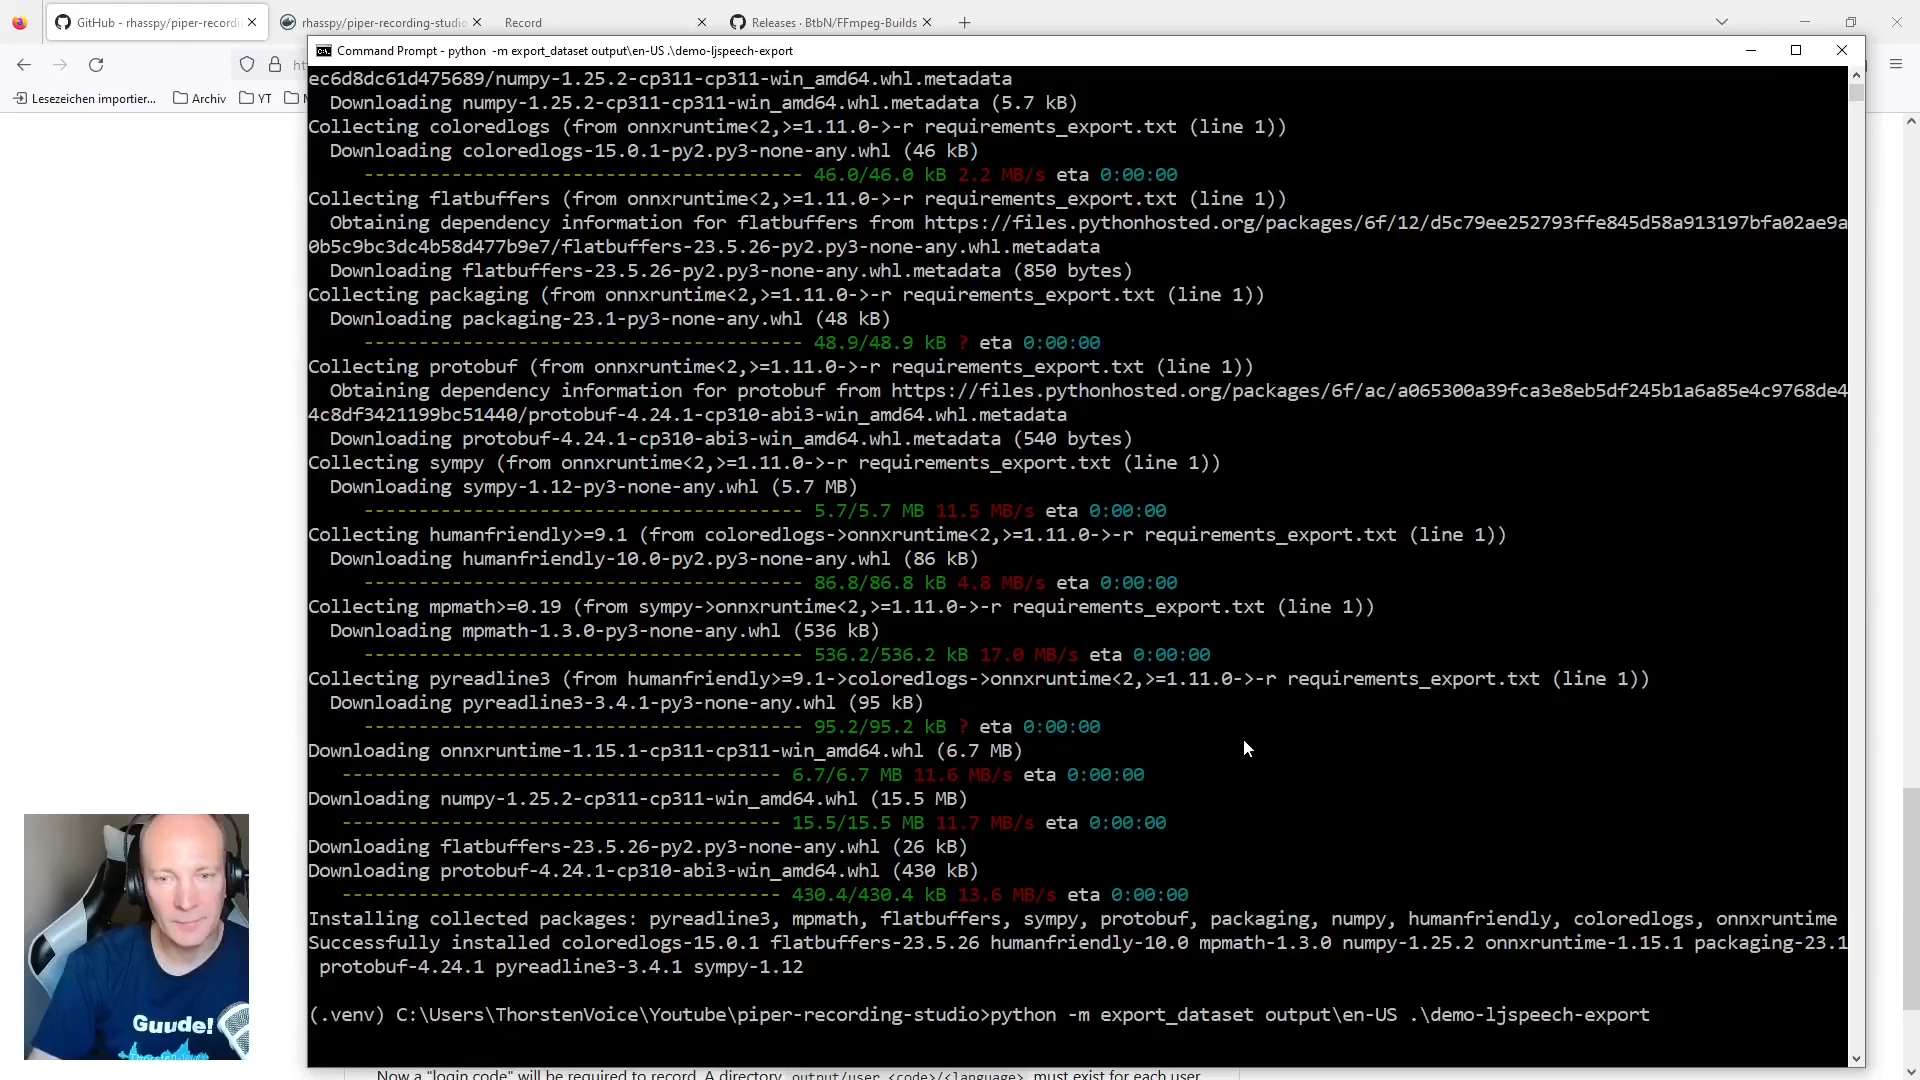 GitHub - rhasspy/piper-recordi
rhasspy/piper-recording-studio
Record
Releases · BtbN/FFmpeg-Builds
Command Prompt - python -m export_dataset output\en-US .\demo-ljspeech-export
Lesezeichen importier...
Archiv
YT
ec6d8dc61d475689/numpy-1.25.2-cp311-cp311-win_amd64.whl.metadata
Downloading numpy-1.25.2-cp311-cp311-win_amd64.whl.metadata (5.7 kB)
Collecting coloredlogs (from onnxruntime<2,>=1.11.0->-r requirements_export.txt (line 1))
Downloading coloredlogs-15.0.1-py2.py3-none-any.whl (46 kB)
---------------------------------------- 46.0/46.0 kB 2.2 MB/s eta 0:00:00
Collecting flatbuffers (from onnxruntime<2,>=1.11.0->-r requirements_export.txt (line 1))
Obtaining dependency information for flatbuffers from https://files.pythonhosted.org/packages/6f/12/d5c79ee252793ffe845d58a913197bfa02ae9a
0b5c9bc3dc4b58d477b9e7/flatbuffers-23.5.26-py2.py3-none-any.whl.metadata
Downloading flatbuffers-23.5.26-py2.py3-none-any.whl.metadata (850 bytes)
Collecting packaging (from onnxruntime<2,>=1.11.0->-r requirements_export.txt (line 1))
Downloading packaging-23.1-py3-none-any.whl (48 kB)
---------------------------------------- 48.9/48.9 kB ? eta 0:00:00
Collecting protobuf (from onnxruntime<2,>=1.11.0->-r requirements_export.txt (line 1))
Obtaining dependency information for protobuf from https://files.pythonhosted.org/packages/6f/ac/a065300a39fca3e8eb5df245b1a6a85e4c9768de4
4c8df3421199bc51440/protobuf-4.24.1-cp310-abi3-win_amd64.whl.metadata
Downloading protobuf-4.24.1-cp310-abi3-win_amd64.whl.metadata (540 bytes)
Collecting sympy (from onnxruntime<2,>=1.11.0->-r requirements_export.txt (line 1))
Downloading sympy-1.12-py3-none-any.whl (5.7 MB)
---------------------------------------- 5.7/5.7 MB 11.5 MB/s eta 0:00:00
Collecting humanfriendly>=9.1 (from coloredlogs->onnxruntime<2,>=1.11.0->-r requirements_export.txt (line 1))
Downloading humanfriendly-10.0-py2.py3-none-any.whl (86 kB)
---------------------------------------- 86.8/86.8 kB 4.8 MB/s eta 0:00:00
Collecting mpmath>=0.19 (from sympy->onnxruntime<2,>=1.11.0->-r requirements_export.txt (line 1))
Downloading mpmath-1.3.0-py3-none-any.whl (536 kB)
---------------------------------------- 536.2/536.2 kB 17.0 MB/s eta 0:00:00
Collecting pyreadline3 (from humanfriendly>=9.1->coloredlogs->onnxruntime<2,>=1.11.0->-r requirements_export.txt (line 1))
Downloading pyreadline3-3.4.1-py3-none-any.whl (95 kB)
---------------------------------------- 95.2/95.2 kB ? eta 0:00:00
Downloading onnxruntime-1.15.1-cp311-cp311-win_amd64.whl (6.7 MB)
---------------------------------------- 6.7/6.7 MB 11.6 MB/s eta 0:00:00
Downloading numpy-1.25.2-cp311-cp311-win_amd64.whl (15.5 MB)
---------------------------------------- 15.5/15.5 MB 11.7 MB/s eta 0:00:00
Downloading flatbuffers-23.5.26-py2.py3-none-any.whl (26 kB)
Downloading protobuf-4.24.1-cp310-abi3-win_amd64.whl (430 kB)
---------------------------------------- 430.4/430.4 kB 13.6 MB/s eta 0:00:00
Installing collected packages: pyreadline3, mpmath, flatbuffers, sympy, protobuf, packaging, numpy, humanfriendly, coloredlogs, onnxruntime
Successfully installed coloredlogs-15.0.1 flatbuffers-23.5.26 humanfriendly-10.0 mpmath-1.3.0 numpy-1.25.2 onnxruntime-1.15.1 packaging-23.1
protobuf-4.24.1 pyreadline3-3.4.1 sympy-1.12
(.venv) C:\Users\ThorstenVoice\Youtube\piper-recording-studio>python -m export_dataset output\en-US .\demo-ljspeech-export
Guude!
Now a "login code" will be required to record. A directory output/user_<code>/<language> must exist for each user